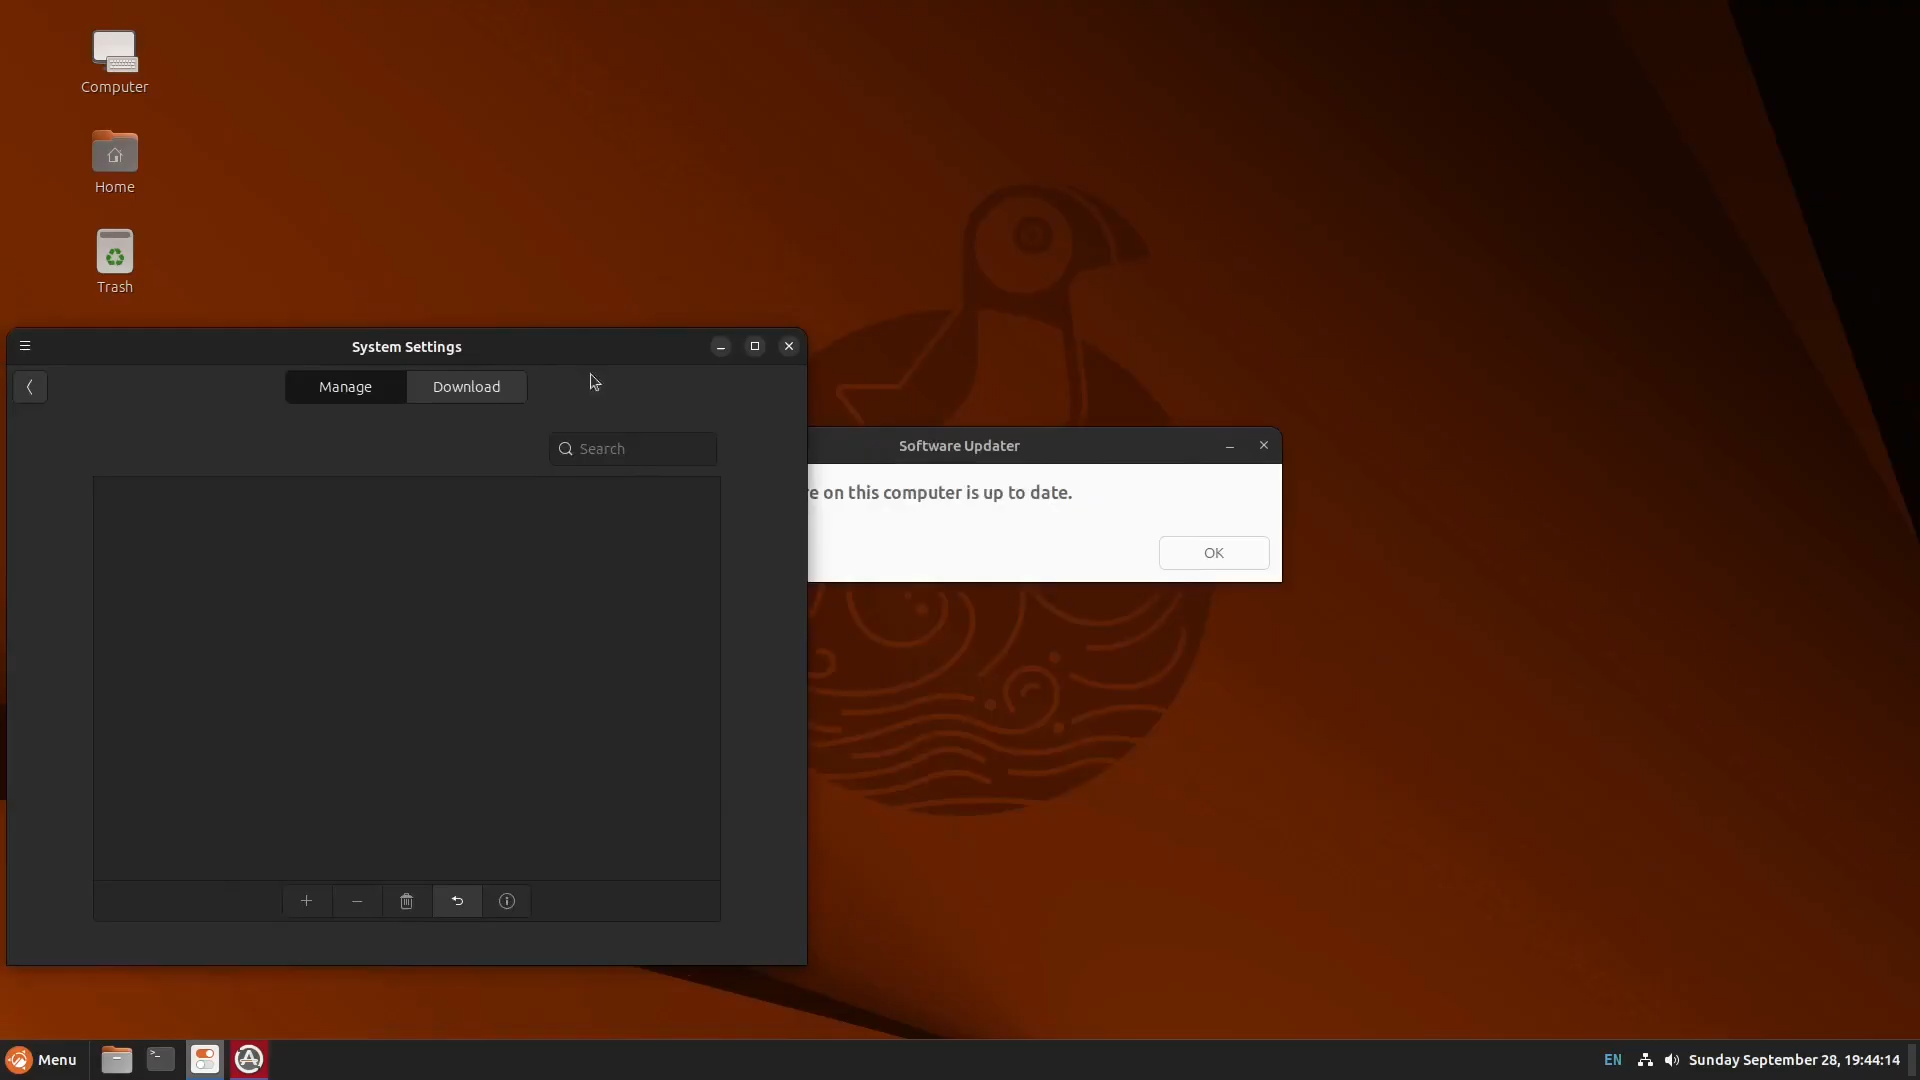 Computer
Home
Trash
System Settings
Manage
Download
Search
Software Updater
e on this computer is up to date.
OK
Menu
EN
Sunday September 28, 19:44:14